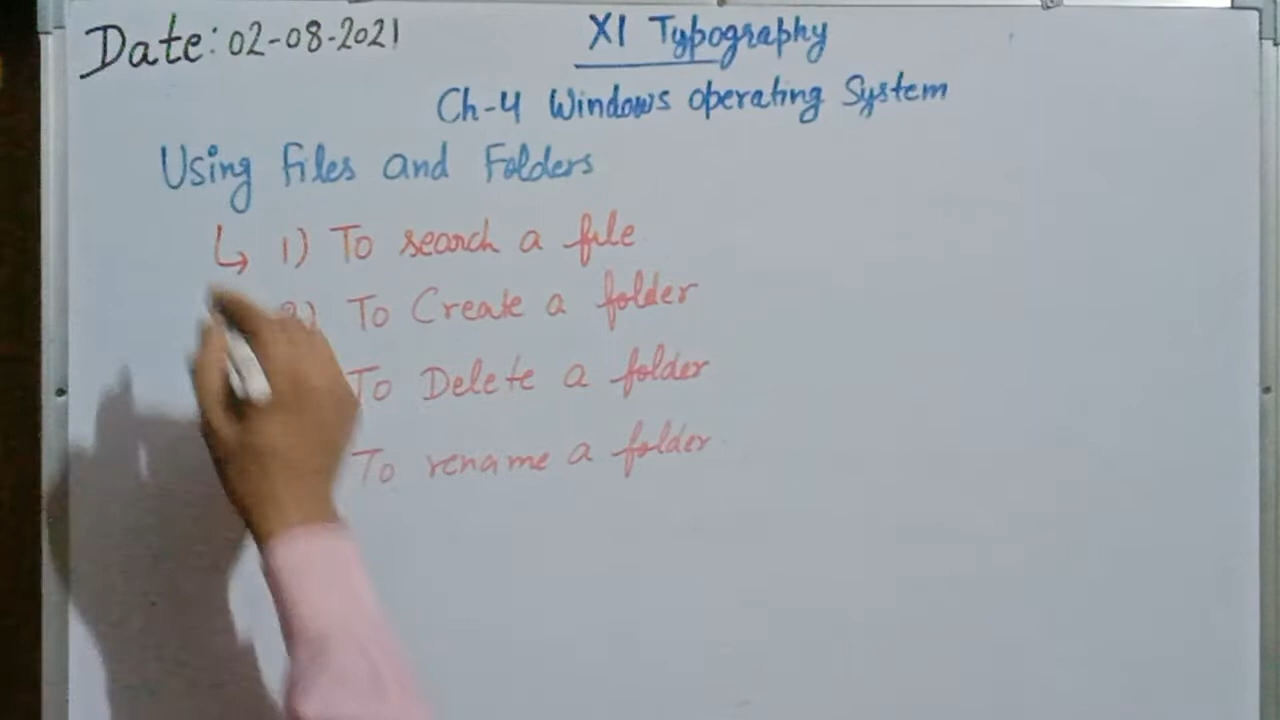 Date: 02-08-2021
XI Typography
Ch-4 Windows operating System
Using Files and Folders
↳ 1) To search a file
2) To Create a folder
To Delete a folder
To rename a folder